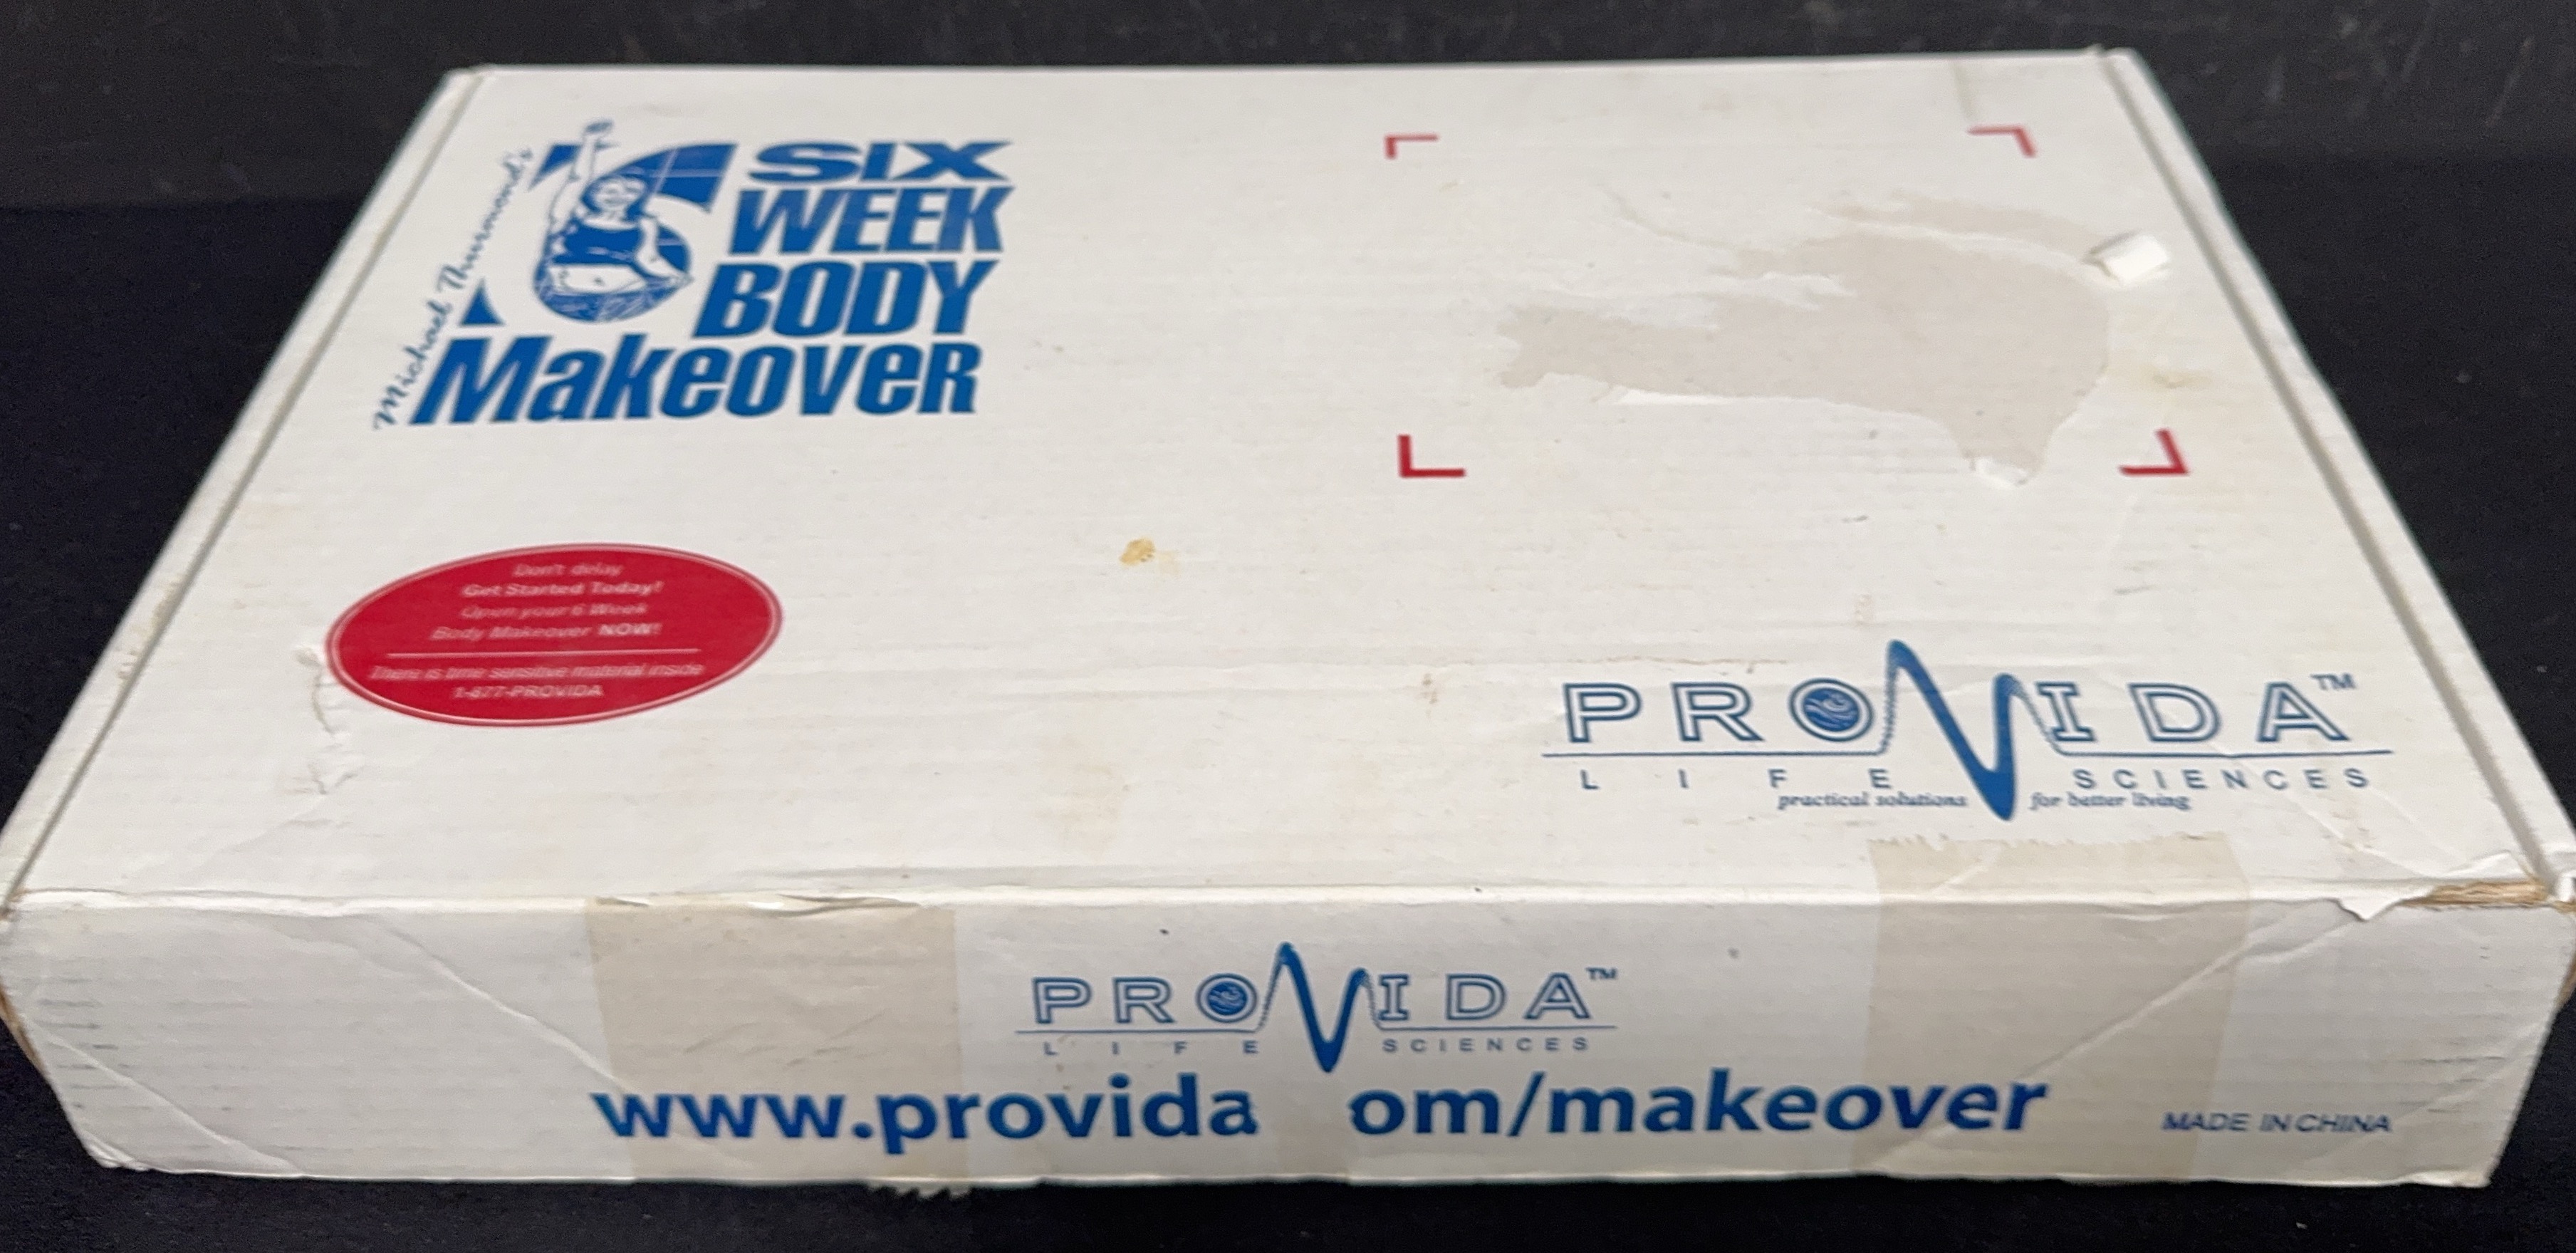 Michael Thurmond's
6 SIX
WEEK
BODY
Makeover
Don't delay
Get Started Today!
Open your 6 Week
Body Makeover NOW!
There is time sensitive material inside
1-877-PROVIDA
PROVIDA™
LIFE SCIENCES
practical solutions for better living
PROVIDA™
LIFE SCIENCES
www.provida om/makeover
MADE IN CHINA